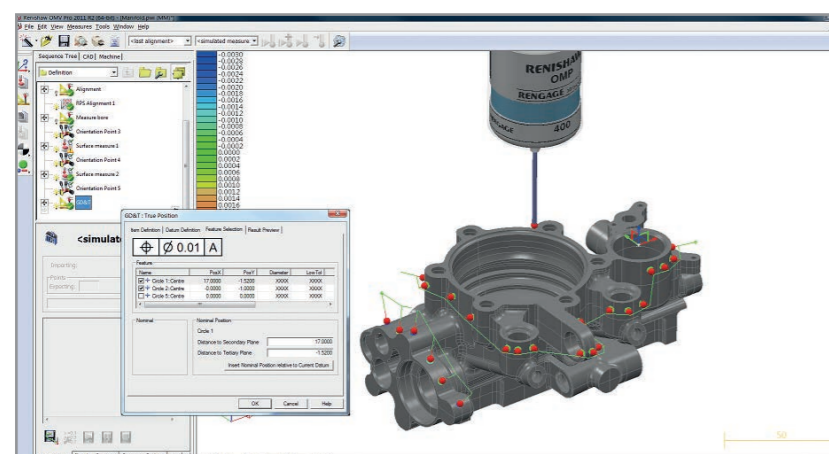 Renishaw OMV Pro 2011 R2 (64-bit) - [Manifold.pwi (MM)*]
File Edit View Measures Tools Window Help
<last alignment> <simulated measure
Sequence Tree CAD Machine
Definition
Alignment
RPS Alignment 1
Measure bore
Orientation Point 3
Surface measure 1
Orientation Point 4
Surface measure 2
Orientation Point 5
GD&T
-0.0030
-0.0028
-0.0026
-0.0024
-0.0022
-0.0020
-0.0018
-0.0016
-0.0014
-0.0012
-0.0010
-0.0008
-0.0006
-0.0004
-0.0002
0.0000
0.0002
0.0004
0.0006
0.0008
0.0010
0.0012
0.0014
0.0016
RENISHAW
OMP
RENGAGE
RENGAGE
400
<simulat
Departing:
Points
Expecting
GD&T : True Position
Item Definition Datum Definition Feature Selection Result Preview
Ø 0.01 A
Feature
Name PosX PosY Diameter LowTol
Circle 1::Centre 17.0000 -1.5200 XXXX XXXX
Circle 2::Centre -0.0000 -1.0000 XXXX XXXX
Circle 5::Centre 0.0000 0.0000 XXXX XXXX
Nominal
Nominal Position
Circle 1
Distance to Secondary Plane 17.0000
Distance to Tertiary Plane -1.5200
Insert Nominal Position relative to Current Datum
OK Cancel Help
50